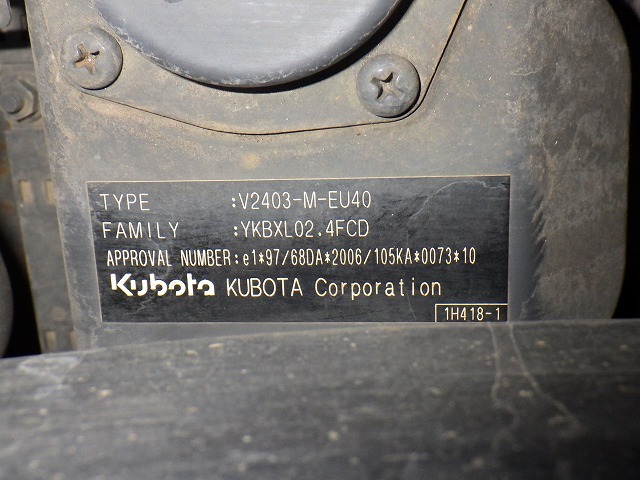 TYPE :V2403-M-EU40
FAMILY :YKBXL02.4FCD
APPROVAL NUMBER:e1*97/68DA*2006/105KA*0073*10
Kubota KUBOTA Corporation
1H418-1